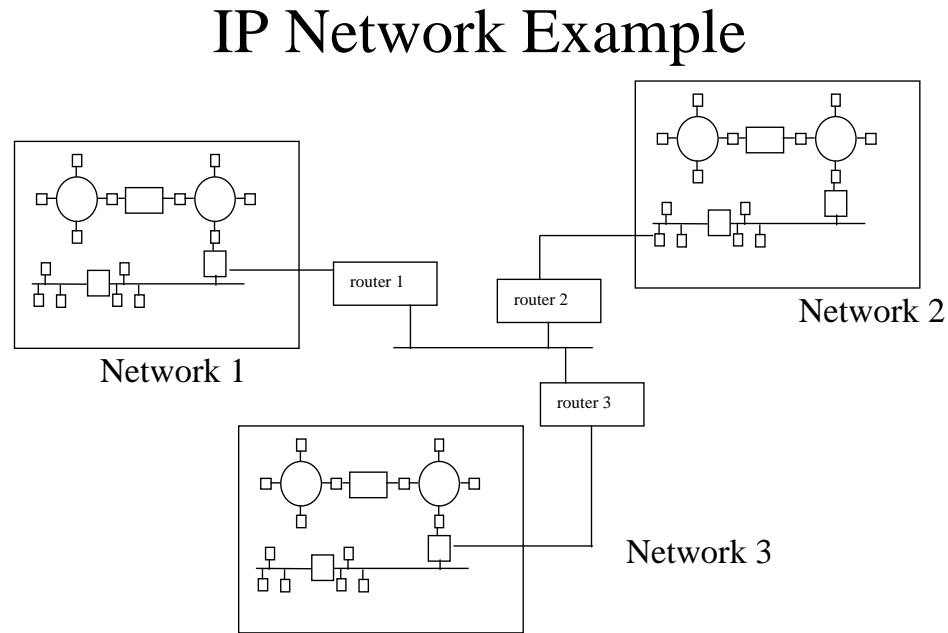 IP Network Example
router 1
router 2
Network 2
Network 1
router 3
Network 3